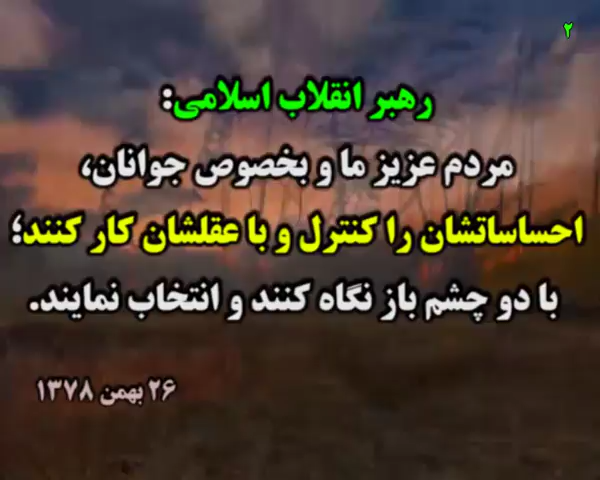 ۲
رهبر انقلاب اسلامی:
مردم عزیز ما و بخصوص جوانان،
احساساتشان را کنترل و با عقلشان کار کنند؛
با دو چشم باز نگاه کنند و انتخاب نمایند.
۲۶ بهمن ۱۳۷۸